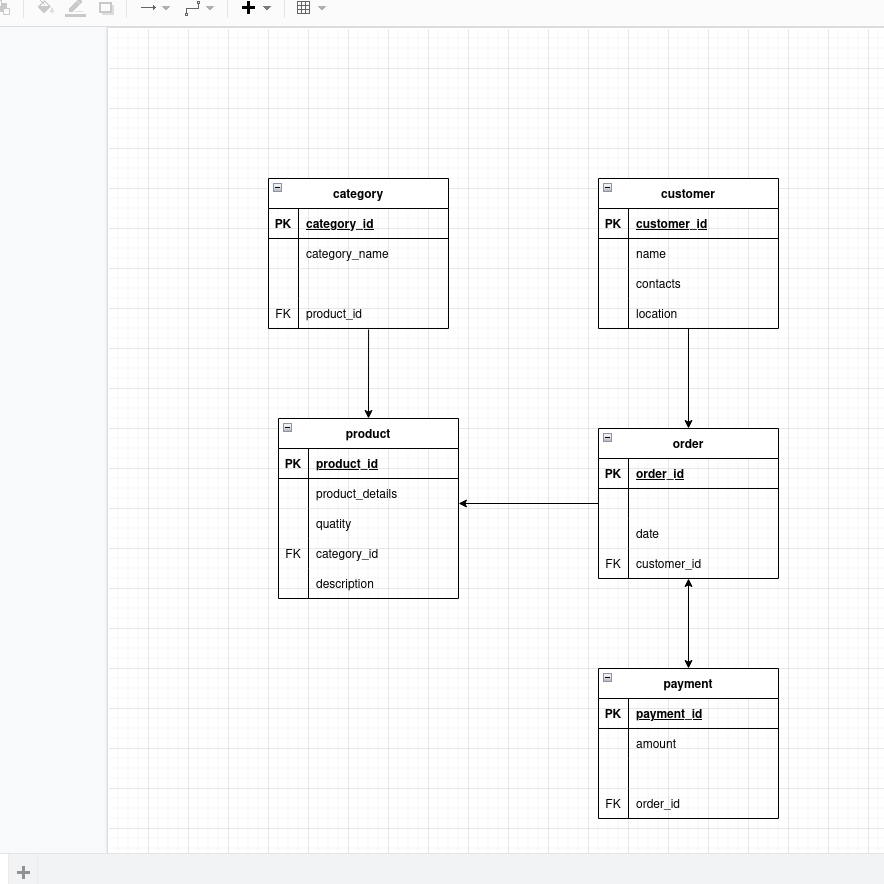 category
PK category_id
category_name
FK product_id
customer
PK customer_id
name
contacts
location
product
PK product_id
product_details
quatity
FK category_id
description
order
PK order_id
date
FK customer_id
payment
PK payment_id
amount
FK order_id